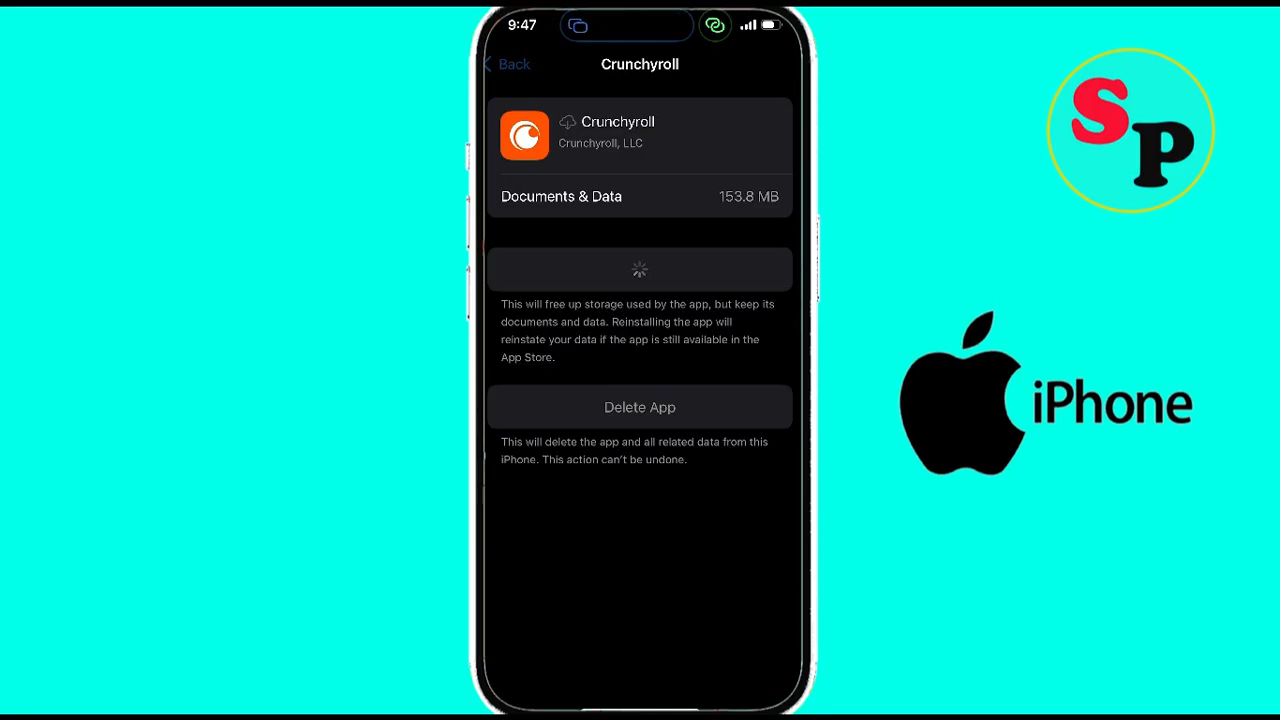 9:47
Back
Crunchyroll
Crunchyroll
Crunchyroll, LLC
Documents & Data 153.8 MB
This will free up storage used by the app, but keep its
documents and data. Reinstalling the app will
reinstate your data if the app is still available in the
App Store.
Delete App
This will delete the app and all related data from this
iPhone. This action can't be undone.
SP
iPhone